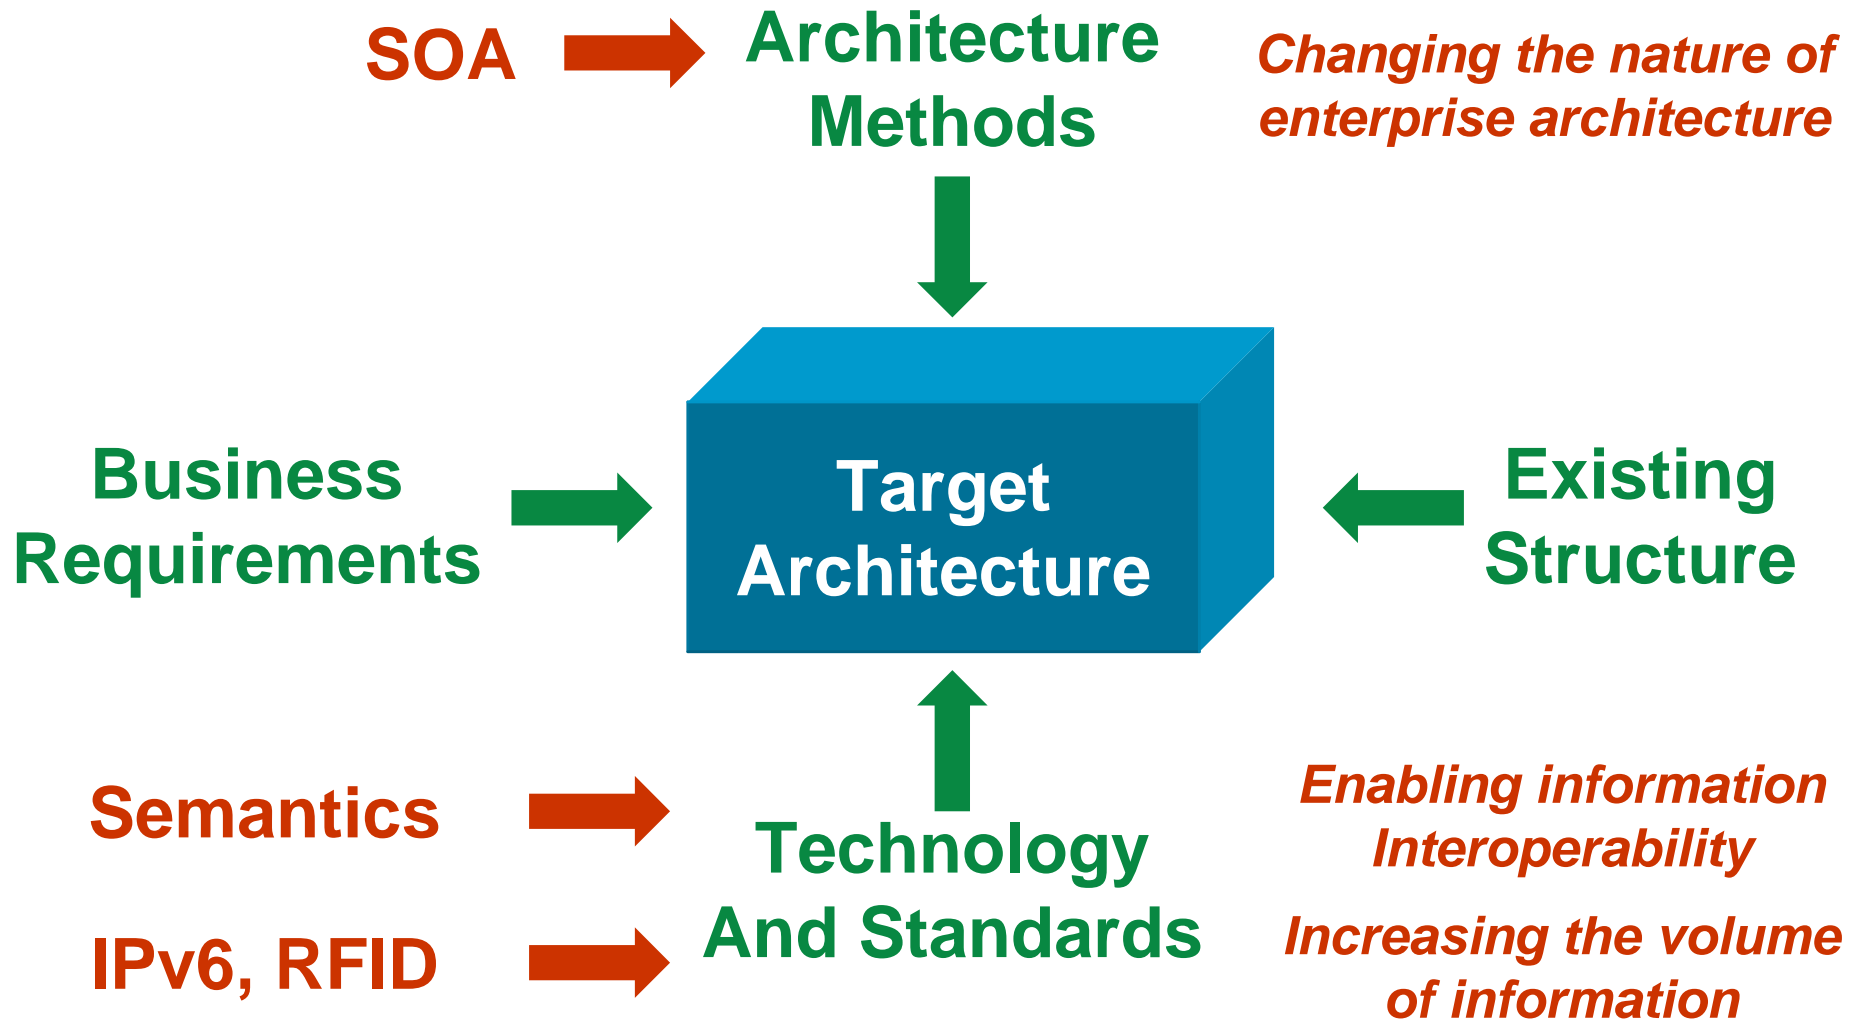 SOA
Architecture
Methods
Changing the nature of
enterprise architecture
Business
Requirements
Target
Architecture
Existing
Structure
Semantics
Technology
And Standards
Enabling information
Interoperability
IPv6, RFID
Increasing the volume
of information